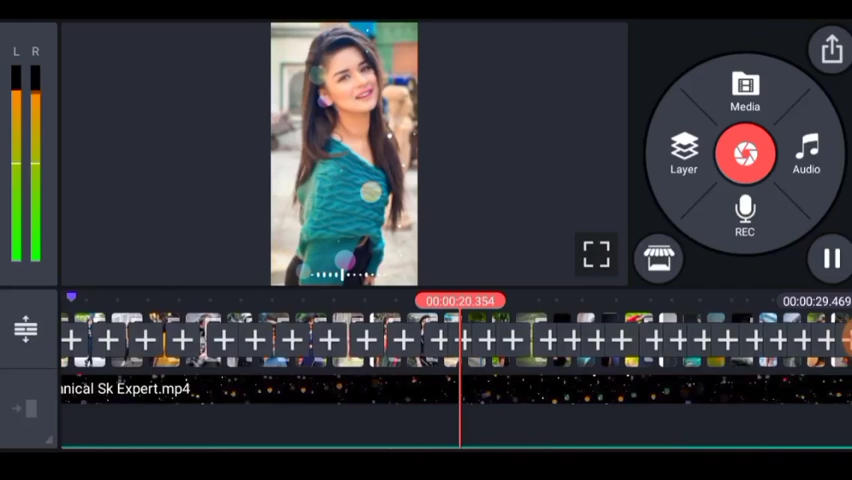 L R
Media
Layer
Audio
REC
00:00:20.354
00:00:29.469
nical Sk Expert.mp4